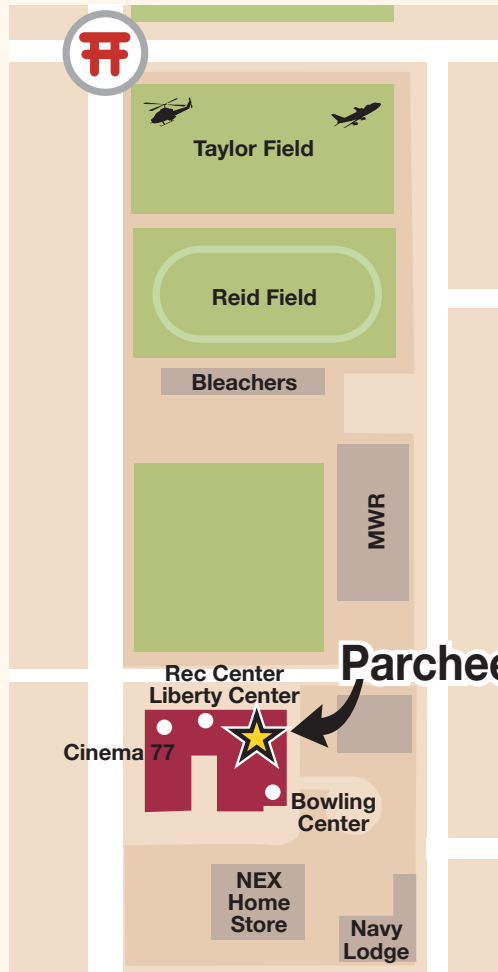 Taylor Field
Reid Field
Bleachers
MWR
Parchee
Rec Center
Liberty Center
Cinema 77
Bowling
Center
NEX
Home
Store
Navy
Lodge